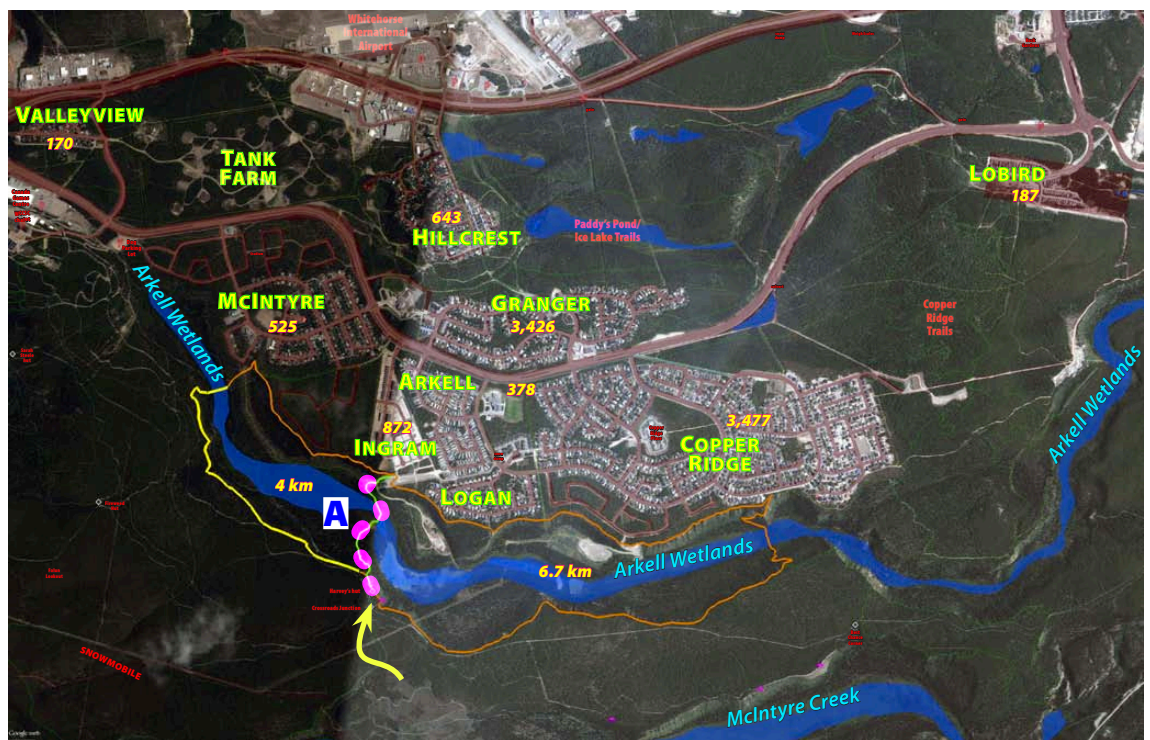 Whitehorse
International
Airport
VALLEYVIEW
170
TANK
FARM
LOBIRD
187
643
HILLCREST
Paddy's Pond/
Ice Lake Trails
Arkell Wetlands
MCINTYRE
525
GRANGER
3,426
Copper
Ridge
Trails
ARKELL
378
Arkell Wetlands
872
INGRAM
3,477
COPPER
RIDGE
4 km
LOGAN
A
6.7 km
Arkell Wetlands
Harvey's hut
Crossroads Junction
SNOWMOBILE
McIntyre Creek
Google earth